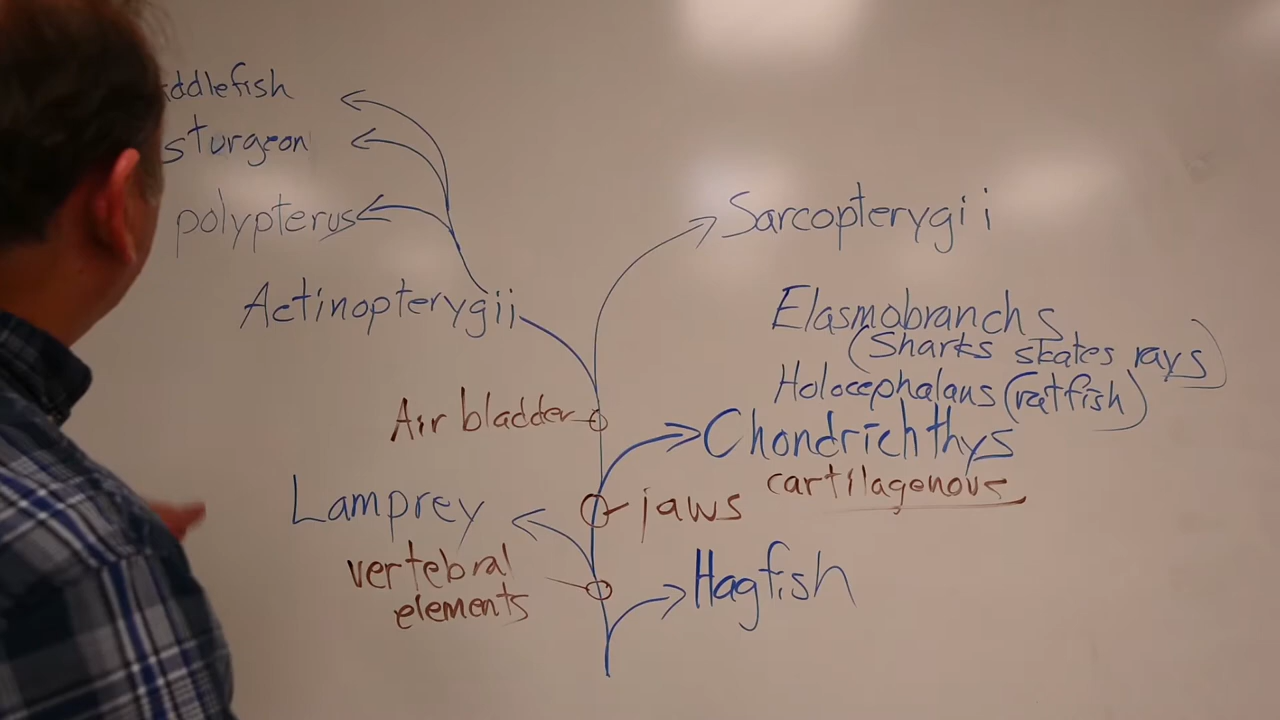 sturgeon
polypterus
Sarcopterygii
Actinopterygii
Elasmobranchs
(Sharks skates rays)
Holocephalans (ratfish)
Air bladder
Chondrichthys
cartilagenous
Lamprey
jaws
vertebral
elements
Hagfish